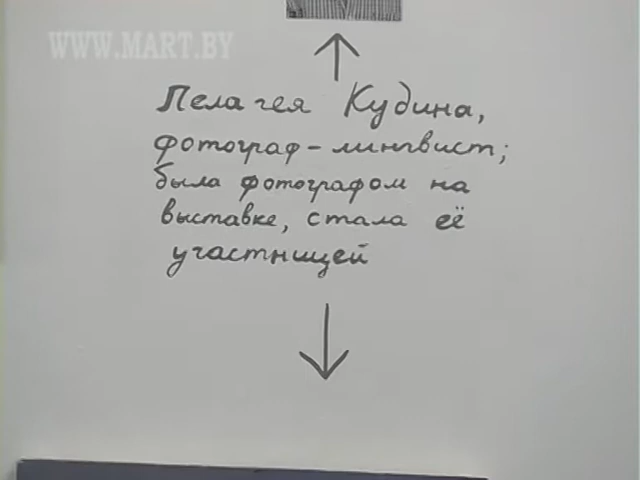 WWW.MART.BY
Пелагея Кудина,
фотограф-лингвист;
была фотографом на
выставке, стала её
участницей